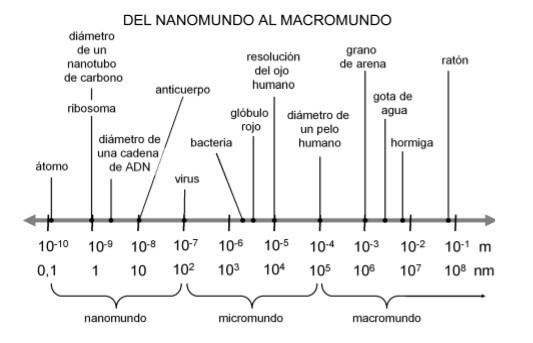 DEL NANOMUNDO AL MACROMUNDO
diámetro
de un
nanotubo
de carbono
ribosoma
átomo
diámetro de
una cadena
de ADN
anticuerpo
virus
bacteria
glóbulo
rojo
resolución
del ojo
humano
diámetro de
un pelo
humano
grano
de arena
gota de
agua
hormiga
ratón
10⁻¹⁰ 10⁻⁹ 10⁻⁸ 10⁻⁷ 10⁻⁶ 10⁻⁵ 10⁻⁴ 10⁻³ 10⁻² 10⁻¹ m
0,1 1 10 10² 10³ 10⁴ 10⁵ 10⁶ 10⁷ 10⁸ nm
nanomundo micromundo macromundo